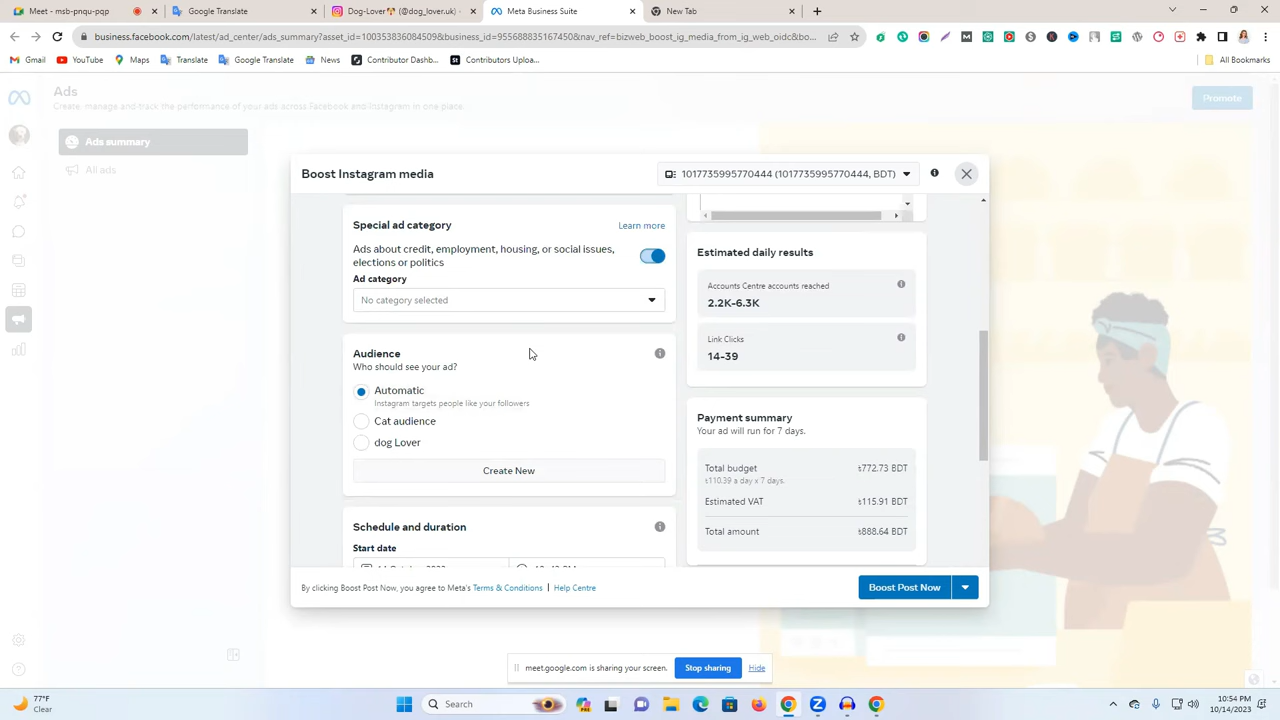 Meet - msb-pnqu-pqp
Google Translate
Dog-Lover (@dog_lover.uk) •
Meta Business Suite
New Tab
business.facebook.com/latest/ad_center/ads_summary?asset_id=100353836084509&business_id=955688835167450&nav_ref=bizweb_boost_ig_media_from_ig_web_oidc&bo...
Gmail
YouTube
Maps
Translate
Google Translate
News
Contributor Dashb...
Contributors Uploa...
All Bookmarks
Ads
Create, manage and track the performance of your ads across Facebook and Instagram in one place.
Promote
Ads summary
All ads
Boost Instagram media
1017735995770444 (1017735995770444, BDT)
Special ad category
Learn more
Ads about credit, employment, housing, or social issues,
elections or politics
Ad category
No category selected
Audience
Who should see your ad?
Automatic
Instagram targets people like your followers
Cat audience
dog Lover
Create New
Schedule and duration
Start date
Estimated daily results
Accounts Centre accounts reached
2.2K-6.3K
Link Clicks
14-39
Payment summary
Your ad will run for 7 days.
Total budget
৳772.73 BDT
৳110.39 a day x 7 days.
Estimated VAT
৳115.91 BDT
Total amount
৳888.64 BDT
By clicking Boost Post Now, you agree to Meta's Terms & Conditions | Help Centre
Boost Post Now
meet.google.com is sharing your screen.
Stop sharing
Hide
77°F
Clear
Search
10:54 PM
10/14/2023